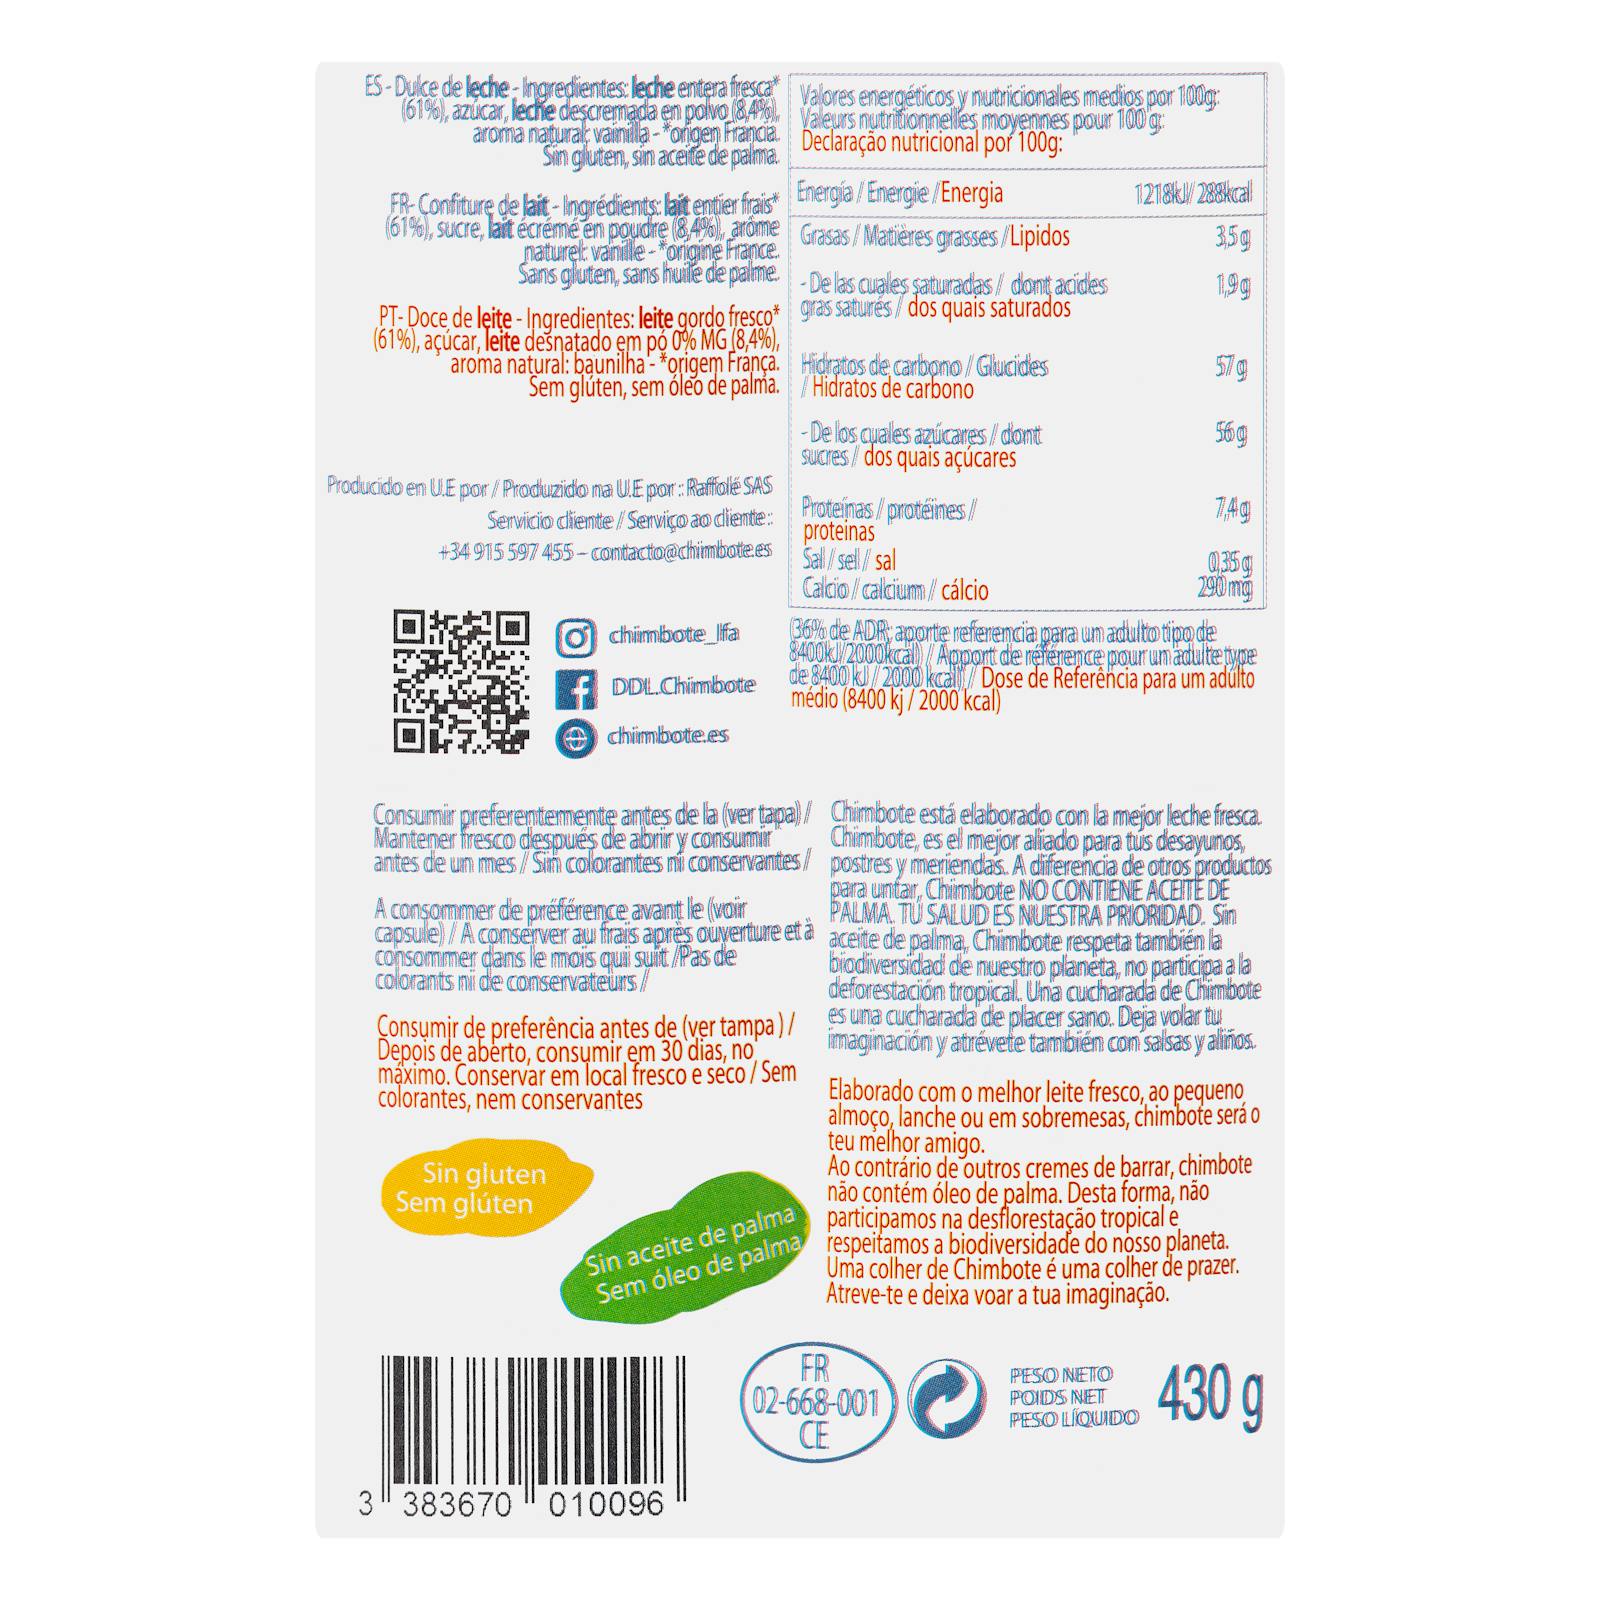 ES - Dulce de leche - Ingredientes: leche entera fresca*
(61%), azúcar, leche descremada en polvo (8,4%),
aroma natural: vainilla - *origen Francia.
Sin gluten, sin aceite de palma.
FR- Confiture de lait - Ingrédients: lait entier frais*
(61%), sucre, lait écrémé en poudre (8,4%), arôme
naturel: vanille - *origine France.
Sans gluten, sans huile de palme.
PT- Doce de leite - Ingredientes: leite gordo fresco*
(61%), açúcar, leite desnatado em pó 0% MG (8,4%),
aroma natural: baunilha - *origem França.
Sem glúten, sem óleo de palma.
Producido en U.E por / Produzido na U.E por : Raffolé SAS
Servicio cliente / Serviço ao cliente :
+34 915 597 455 – contacto@chimbote.es
chimbote_lfa
DDL.Chimbote
chimbote.es
Valores energéticos y nutricionales medios por 100g:
Valeurs nutritionnelles moyennes pour 100 g:
Declaração nutricional por 100g:
Energía / Energie / Energia 1218kJ/ 288kcal
Grasas / Matières grasses / Lipidos 3,5 g
- De las cuales saturadas / dont acides 1,9 g
gras saturés / dos quais saturados
Hidratos de carbono / Glucides 57 g
/ Hidratos de carbono
- De los cuales azúcares / dont 56 g
sucres / dos quais açúcares
Proteínas / protéines / 7,4 g
proteinas
Sal / sel / sal 0,35 g
Calcio / calcium / cálcio 290 mg
(36% de ADR; aporte referencia para un adulto tipo de
8400kJ/2000kcal) / Apport de référence pour un adulte type
de 8400 kJ / 2000 kcal) / Dose de Referência para um adulto
médio (8400 kj / 2000 kcal)
Consumir preferentemente antes de la (ver tapa) /
Mantener fresco después de abrir y consumir
antes de un mes / Sin colorantes ni conservantes /
A consommer de préférence avant le (voir
capsule) / A conserver au frais après ouverture et à
consommer dans le mois qui suit /Pas de
colorants ni de conservateurs /
Consumir de preferência antes de (ver tampa ) /
Depois de aberto, consumir em 30 dias, no
máximo. Conservar em local fresco e seco / Sem
colorantes, nem conservantes
Chimbote está elaborado con la mejor leche fresca.
Chimbote, es el mejor aliado para tus desayunos,
postres y meriendas. A diferencia de otros productos
para untar, Chimbote NO CONTIENE ACEITE DE
PALMA. TU SALUD ES NUESTRA PRIORIDAD. Sin
aceite de palma, Chimbote respeta también la
biodiversidad de nuestro planeta, no participa a la
deforestación tropical. Una cucharada de Chimbote
es una cucharada de placer sano. Deja volar tu
imaginación y atrévete también con salsas y aliños.
Elaborado com o melhor leite fresco, ao pequeno
almoço, lanche ou em sobremesas, chimbote será o
teu melhor amigo.
Ao contrário de outros cremes de barrar, chimbote
não contém óleo de palma. Desta forma, não
participamos na desflorestação tropical e
respeitamos a biodiversidade do nosso planeta.
Uma colher de Chimbote é uma colher de prazer.
Atreve-te e deixa voar a tua imaginação.
Sin gluten
Sem glúten
Sin aceite de palma
Sem óleo de palma
3 383670 010096
FR
02-668-001
CE
PESO NETO
POIDS NET
PESO LÍQUIDO
430 g